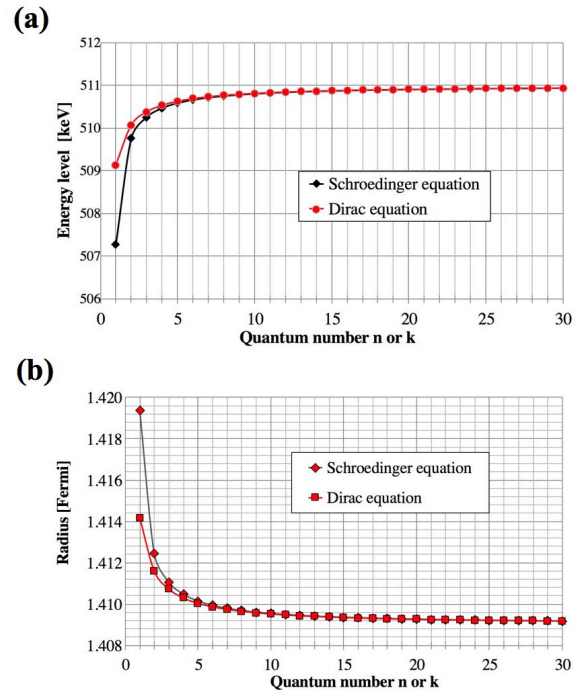 (a)
512
511
510
509
508
507
506
Energy level [keV]
Schroedinger equation
Dirac equation
0 5 10 15 20 25 30
Quantum number n or k
(b)
1.420
1.418
1.416
1.414
1.412
1.410
1.408
Radius [Fermi]
Schroedinger equation
Dirac equation
0 5 10 15 20 25 30
Quantum number n or k